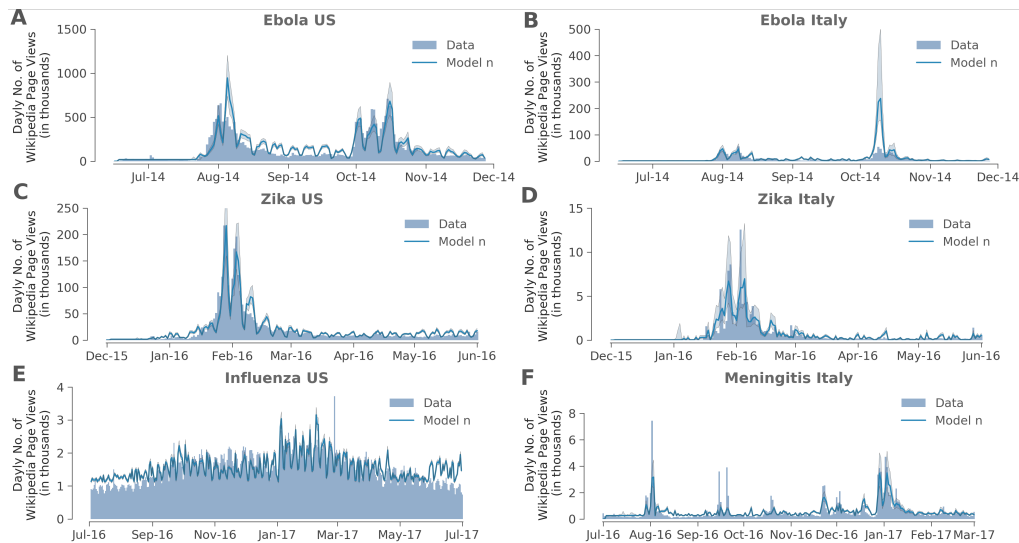 A
Ebola US
Dayly No. of
Wikipedia Page Views
(in thousands)
1500
1000
500
0
Data
Model n
Jul-14 Aug-14 Sep-14 Oct-14 Nov-14 Dec-14
B
Ebola Italy
Dayly No. of
Wikipedia Page Views
(in thousands)
500
400
300
200
100
0
Data
Model n
Jul-14 Aug-14 Sep-14 Oct-14 Nov-14 Dec-14
C
Zika US
Dayly No. of
Wikipedia Page Views
(in thousands)
250
200
150
100
50
0
Data
Model n
Dec-15 Jan-16 Feb-16 Mar-16 Apr-16 May-16 Jun-16
D
Zika Italy
Dayly No. of
Wikipedia Page Views
(in thousands)
15
10
5
0
Data
Model n
Dec-15 Jan-16 Feb-16 Mar-16 Apr-16 May-16 Jun-16
E
Influenza US
Dayly No. of
Wikipedia Page Views
(in thousands)
4
3
2
1
0
Data
Model n
Jul-16 Sep-16 Nov-16 Jan-17 Mar-17 May-17 Jul-17
F
Meningitis Italy
Dayly No. of
Wikipedia Page Views
(in thousands)
8
6
4
2
0
Data
Model n
Jul-16 Aug-16 Sep-16 Oct-16 Nov-16 Dec-16 Jan-17 Feb-17 Mar-17